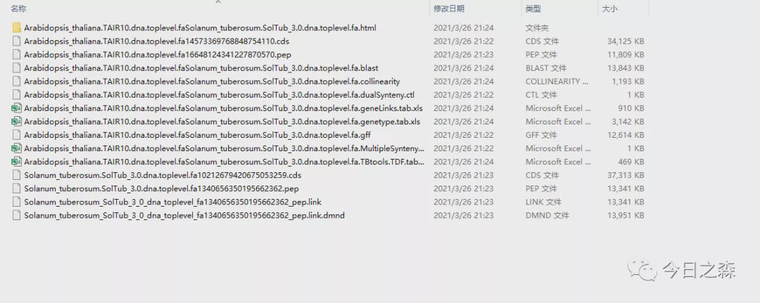 名称 修改日期 类型 大小
Arabidopsis_thaliana.TAIR10.dna.toplevel.faSolanum_tuberosum.SolTub_3.0.dna.toplevel.fa.html 2021/3/26 21:24 文件夹
Arabidopsis_thaliana.TAIR10.dna.toplevel.fa14573369768848754110.cds 2021/3/26 21:22 CDS 文件 34,125 KB
Arabidopsis_thaliana.TAIR10.dna.toplevel.fa16648124341227870570.pep 2021/3/26 21:22 PEP 文件 11,809 KB
Arabidopsis_thaliana.TAIR10.dna.toplevel.faSolanum_tuberosum.SolTub_3.0.dna.toplevel.fa.blast 2021/3/26 21:24 BLAST 文件 13,843 KB
Arabidopsis_thaliana.TAIR10.dna.toplevel.faSolanum_tuberosum.SolTub_3.0.dna.toplevel.fa.collinearity 2021/3/26 21:24 COLLINEARITY ... 1,193 KB
Arabidopsis_thaliana.TAIR10.dna.toplevel.faSolanum_tuberosum.SolTub_3.0.dna.toplevel.fa.dualSynteny.ctl 2021/3/26 21:24 CTL 文件 1 KB
Arabidopsis_thaliana.TAIR10.dna.toplevel.faSolanum_tuberosum.SolTub_3.0.dna.toplevel.fa.geneLinks.tab.xls 2021/3/26 21:24 Microsoft Excel ... 910 KB
Arabidopsis_thaliana.TAIR10.dna.toplevel.faSolanum_tuberosum.SolTub_3.0.dna.toplevel.fa.genetype.tab.xls 2021/3/26 21:24 Microsoft Excel ... 3,142 KB
Arabidopsis_thaliana.TAIR10.dna.toplevel.faSolanum_tuberosum.SolTub_3.0.dna.toplevel.fa.gff 2021/3/26 21:22 GFF 文件 12,614 KB
Arabidopsis_thaliana.TAIR10.dna.toplevel.faSolanum_tuberosum.SolTub_3.0.dna.toplevel.fa.MultipleSynteny... 2021/3/26 21:22 Microsoft Excel ... 1 KB
Arabidopsis_thaliana.TAIR10.dna.toplevel.faSolanum_tuberosum.SolTub_3.0.dna.toplevel.fa.TBtools.TDF.tab... 2021/3/26 21:24 Microsoft Excel ... 469 KB
Solanum_tuberosum.SolTub_3.0.dna.toplevel.fa10212679420675053259.cds 2021/3/26 21:23 CDS 文件 37,313 KB
Solanum_tuberosum.SolTub_3.0.dna.toplevel.fa1340656350195662362.pep 2021/3/26 21:23 PEP 文件 13,341 KB
Solanum_tuberosum_SolTub_3_0_dna_toplevel_fa1340656350195662362_pep.link 2021/3/26 21:23 LINK 文件 13,341 KB
Solanum_tuberosum_SolTub_3_0_dna_toplevel_fa1340656350195662362_pep.link.dmnd 2021/3/26 21:23 DMND 文件 13,951 KB
今日之森